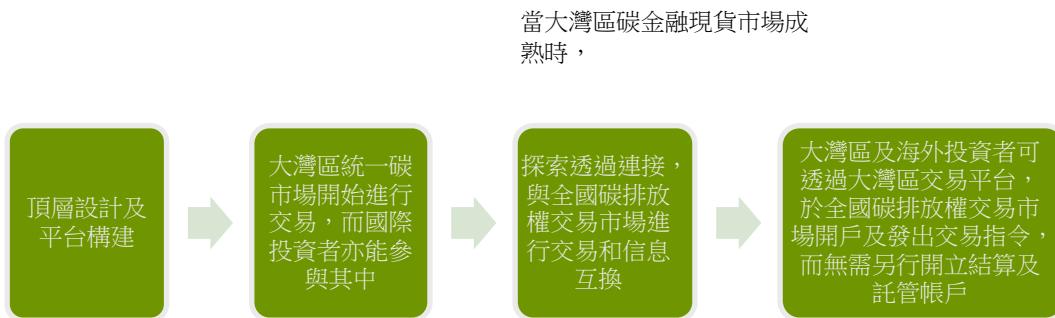 當大灣區碳金融現貨市場成
熟時，
頂層設計及
平台構建
大灣區統一碳
市場開始進行
交易，而國際
投資者亦能參
與其中
探索透過連接，
與全國碳排放
權交易市場進
行交易和信息
互換
大灣區及海外投資者可
透過大灣區交易平台，
於全國碳排放權交易市
場開戶及發出交易指令，
而無需另行開立結算及
託管帳戶